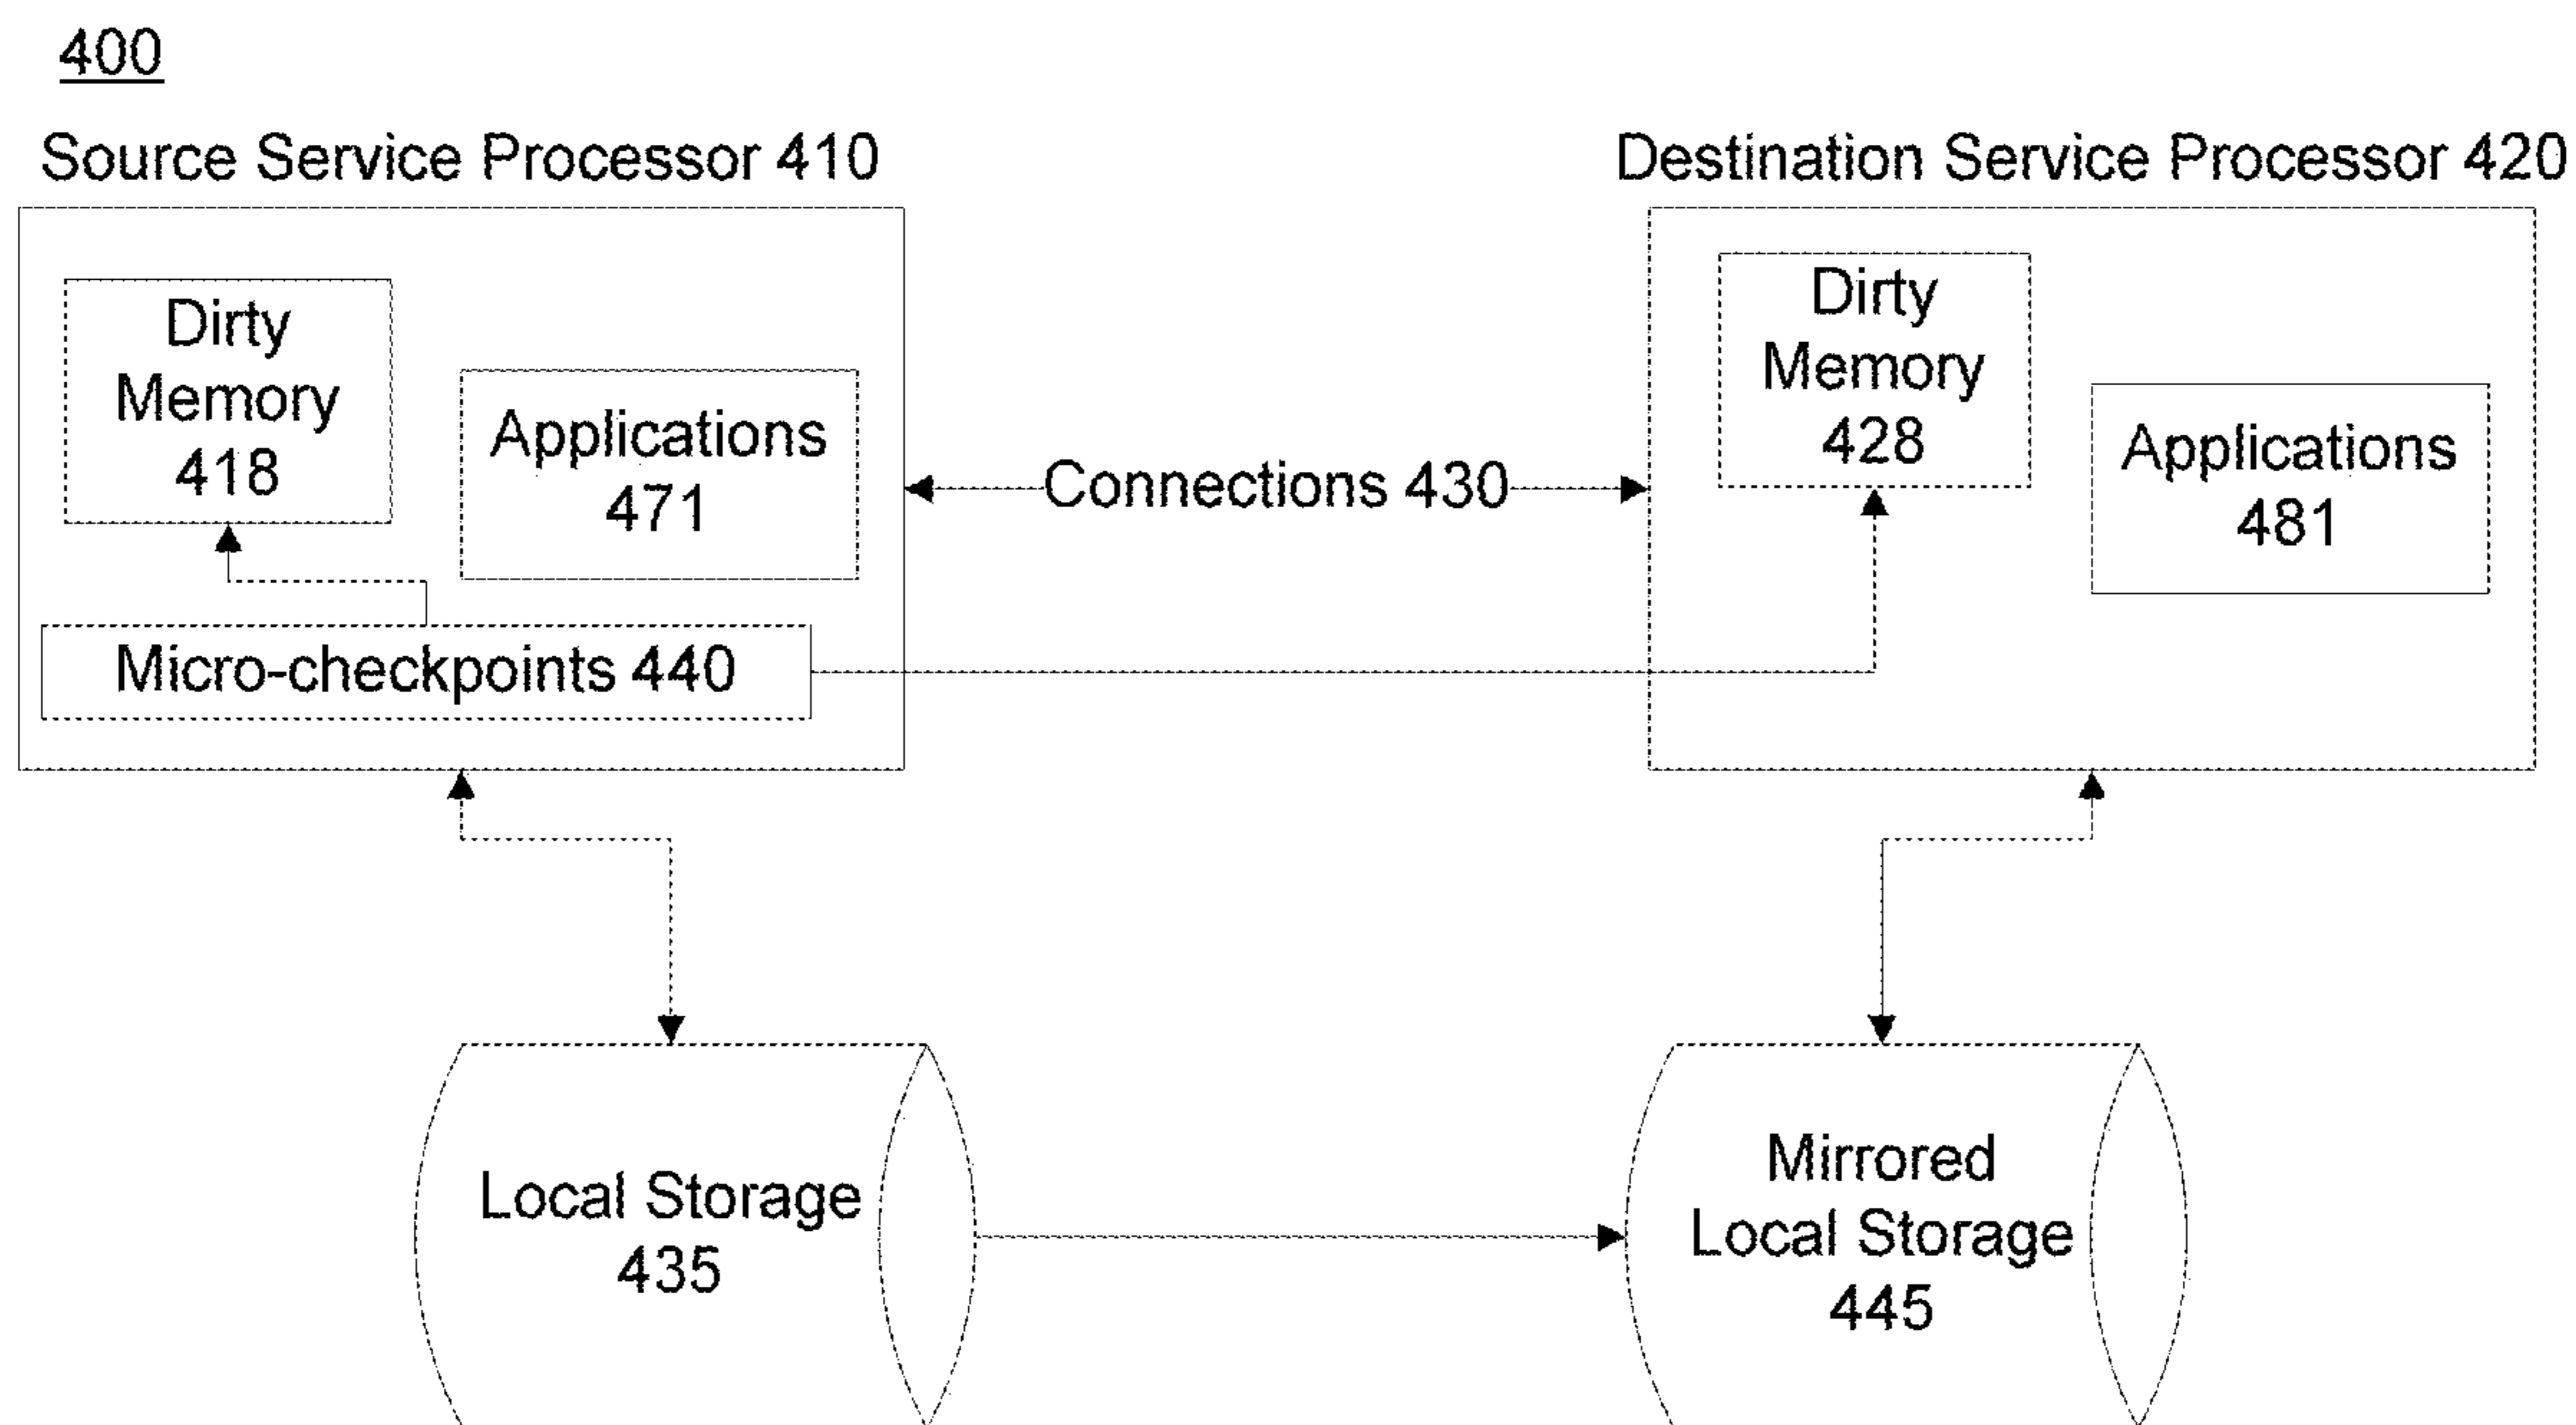 400
Source Service Processor 410
Destination Service Processor 420
Dirty
Memory
418
Applications
471
Micro-checkpoints 440
Connections 430
Dirty
Memory
428
Applications
481
Local Storage
435
Mirrored
Local Storage
445